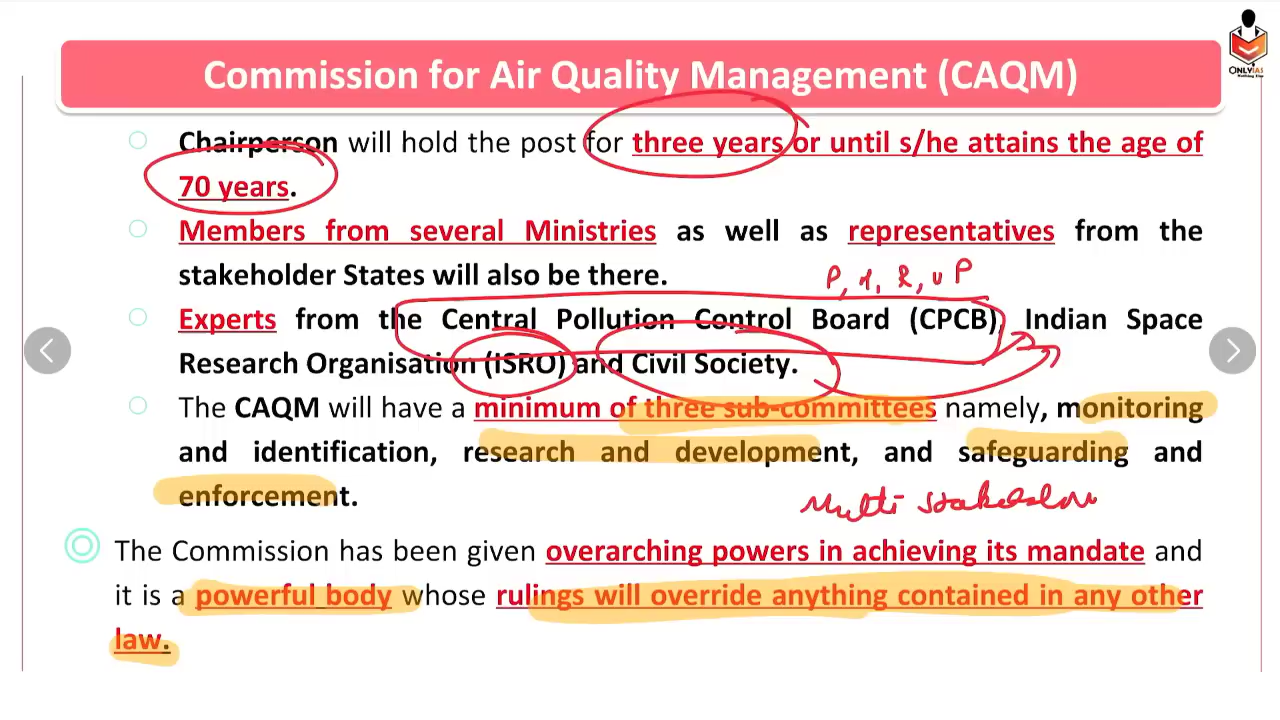 ONLYIAS
Commission for Air Quality Management (CAQM)
Chairperson will hold the post for three years or until s/he attains the age of
70 years.
Members from several Ministries as well as representatives from the
stakeholder States will also be there.
P, H, R, UP
Experts from the Central Pollution Control Board (CPCB), Indian Space
Research Organisation (ISRO) and Civil Society.
The CAQM will have a minimum of three sub-committees namely, monitoring
and identification, research and development, and safeguarding and
enforcement.
Multi
The Commission has been given overarching powers in achieving its mandate and
it is a powerful body whose rulings will override anything contained in any other
law.